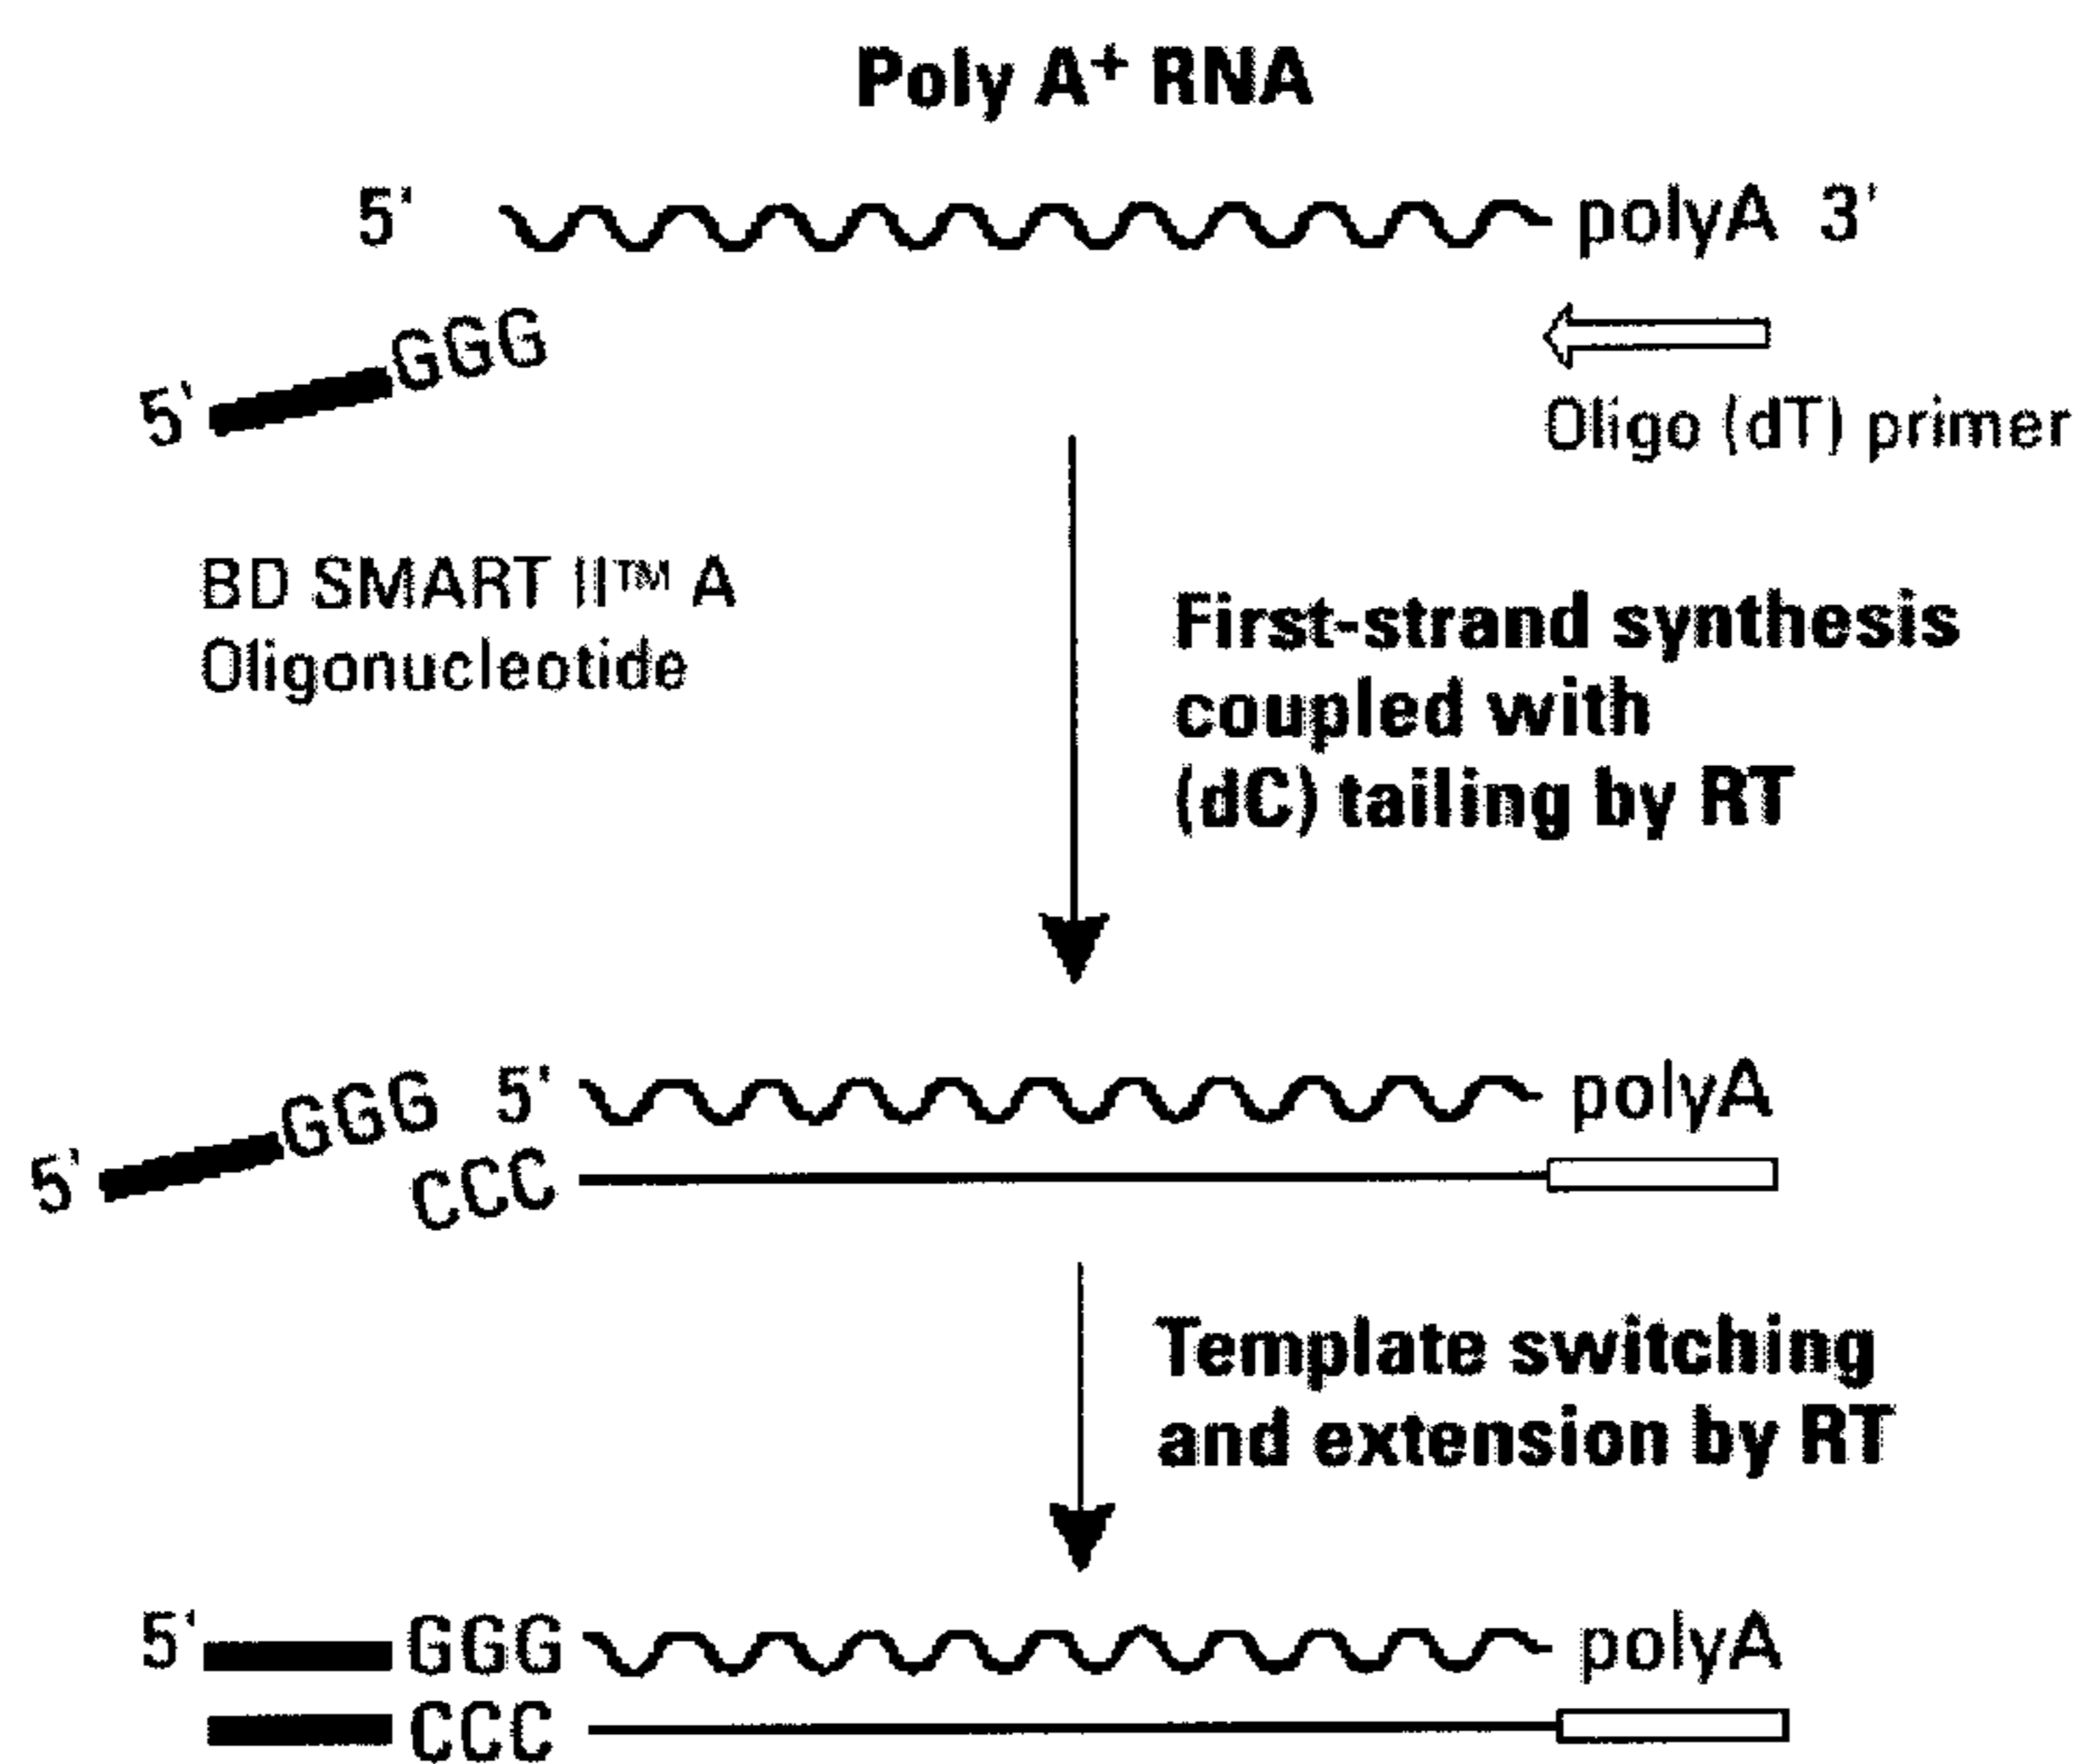 Poly A+ RNA
5' polyA 3'
5' GGG
Oligo (dT) primer
BD SMART II™ A
Oligonucleotide
First-strand synthesis
coupled with
(dC) tailing by RT
5' GGG 5' polyA
CCC
Template switching
and extension by RT
5' GGG polyA
CCC